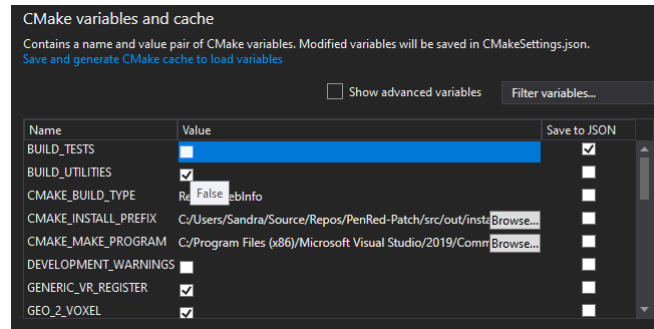 CMake variables and cache
Contains a name and value pair of CMake variables. Modified variables will be saved in CMakeSettings.json.
Save and generate CMake cache to load variables
Show advanced variables Filter variables...
Name Value Save to JSON
BUILD_TESTS
BUILD_UTILITIES
CMAKE_BUILD_TYPE ebInfo
False
CMAKE_INSTALL_PREFIX C:/Users/Sandra/Source/Repos/PenRed-Patch/src/out/insta Browse...
CMAKE_MAKE_PROGRAM C:/Program Files (x86)/Microsoft Visual Studio/2019/Comm Browse...
DEVELOPMENT_WARNINGS
GENERIC_VR_REGISTER
GEO_2_VOXEL